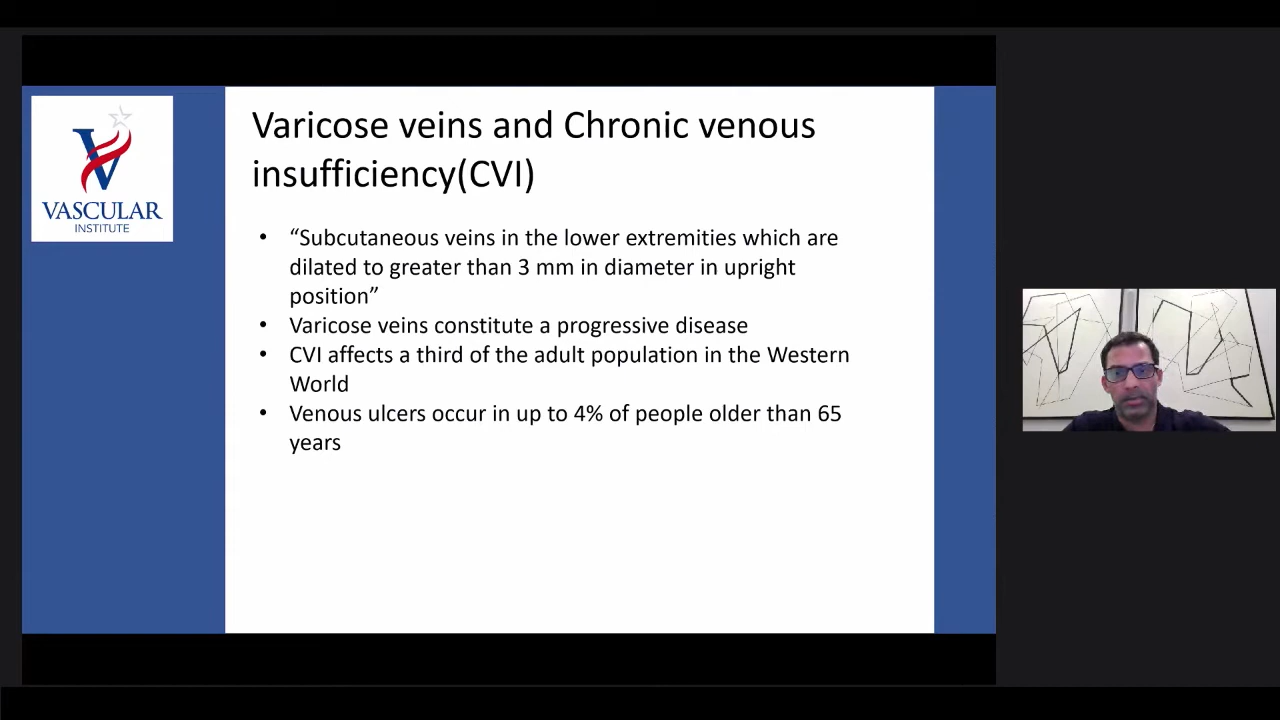 VASCULAR
INSTITUTE
Varicose veins and Chronic venous
insufficiency(CVI)
• “Subcutaneous veins in the lower extremities which are
dilated to greater than 3 mm in diameter in upright
position”
• Varicose veins constitute a progressive disease
• CVI affects a third of the adult population in the Western
World
• Venous ulcers occur in up to 4% of people older than 65
years